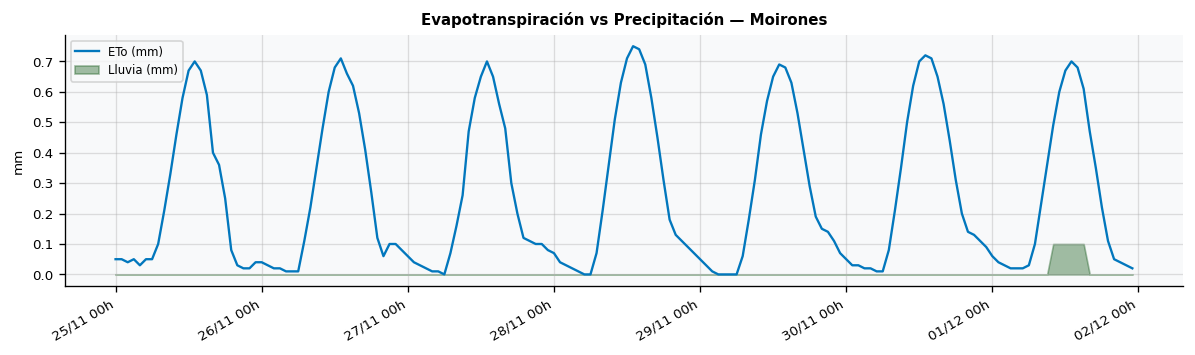 Evapotranspiración vs Precipitación — Moirones
ETo (mm)
Lluvia (mm)
mm
0.7
0.6
0.5
0.4
0.3
0.2
0.1
0.0
25/11 00h
26/11 00h
27/11 00h
28/11 00h
29/11 00h
30/11 00h
01/12 00h
02/12 00h